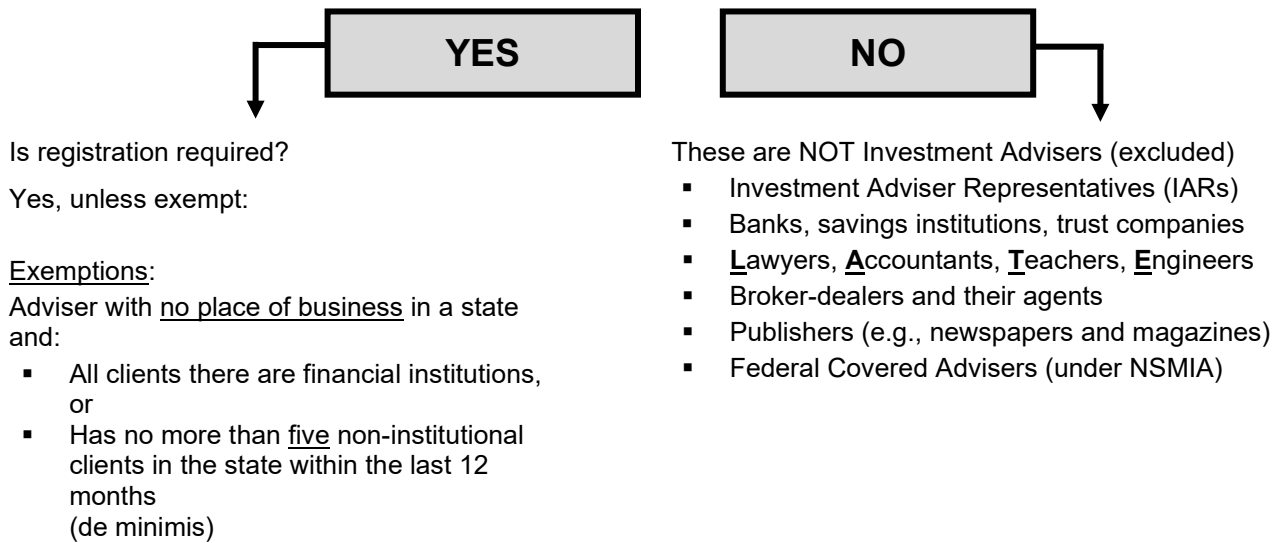 YES
NO
Is registration required?
Yes, unless exempt:
Exemptions:
Adviser with no place of business in a state
and:
▪ All clients there are financial institutions,
or
▪ Has no more than five non-institutional
clients in the state within the last 12
months
(de minimis)
These are NOT Investment Advisers (excluded)
▪ Investment Adviser Representatives (IARs)
▪ Banks, savings institutions, trust companies
▪ Lawyers, Accountants, Teachers, Engineers
▪ Broker-dealers and their agents
▪ Publishers (e.g., newspapers and magazines)
▪ Federal Covered Advisers (under NSMIA)